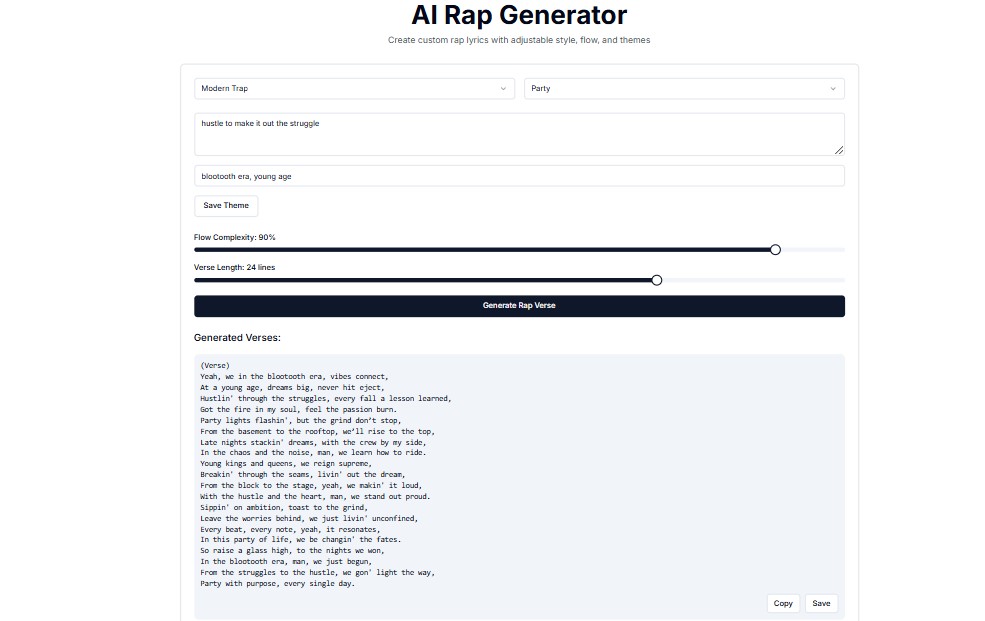 AI Rap Generator
Create custom rap lyrics with adjustable style, flow, and themes
Modern Trap
Party
hustle to make it out the struggle
blootooth era, young age
Save Theme
Flow Complexity: 90%
Verse Length: 24 lines
Generate Rap Verse
Generated Verses:
(Verse)
Yeah, we in the blootooth era, vibes connect,
At a young age, dreams big, never hit eject,
Hustlin' through the struggles, every fall a lesson learned,
Got the fire in my soul, feel the passion burn.
Party lights flashin', but the grind don't stop,
From the basement to the rooftop, we'll rise to the top,
Late nights stackin' dreams, with the crew by my side,
In the chaos and the noise, man, we learn how to ride.
Young kings and queens, we reign supreme,
Breakin' through the seams, livin' out the dream,
From the block to the stage, yeah, we makin' it loud,
With the hustle and the heart, man, we stand out proud.
Sippin' on ambition, toast to the grind,
Leave the worries behind, we just livin' unconfined,
Every beat, every note, yeah, it resonates,
In this party of life, we be changin' the fates.
So raise a glass high, to the nights we won,
In the blootooth era, man, we just begun,
From the struggles to the hustle, we gon' light the way,
Party with purpose, every single day.
Copy
Save